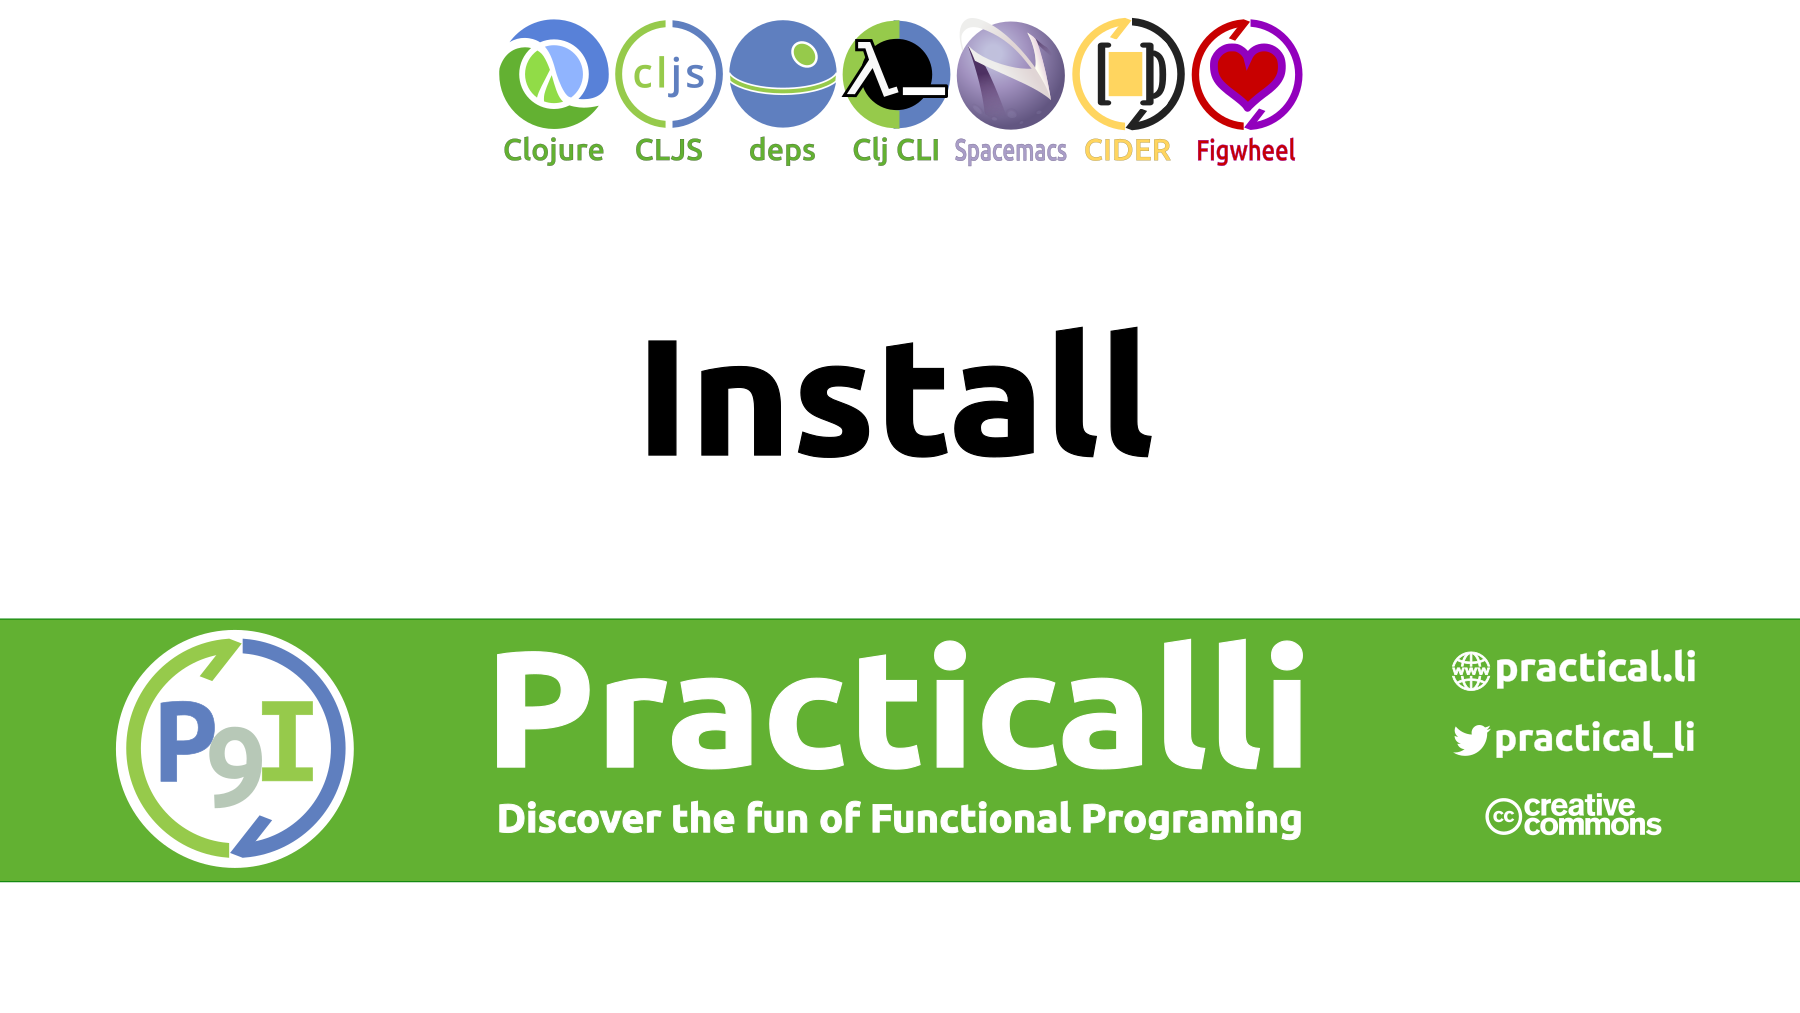 cljs
λ_
Clojure CLJS deps Clj CLI Spacemacs CIDER Figwheel
Install
P9I
Practicalli
Discover the fun of Functional Programing
www practical.li
practical_li
cc creative commons